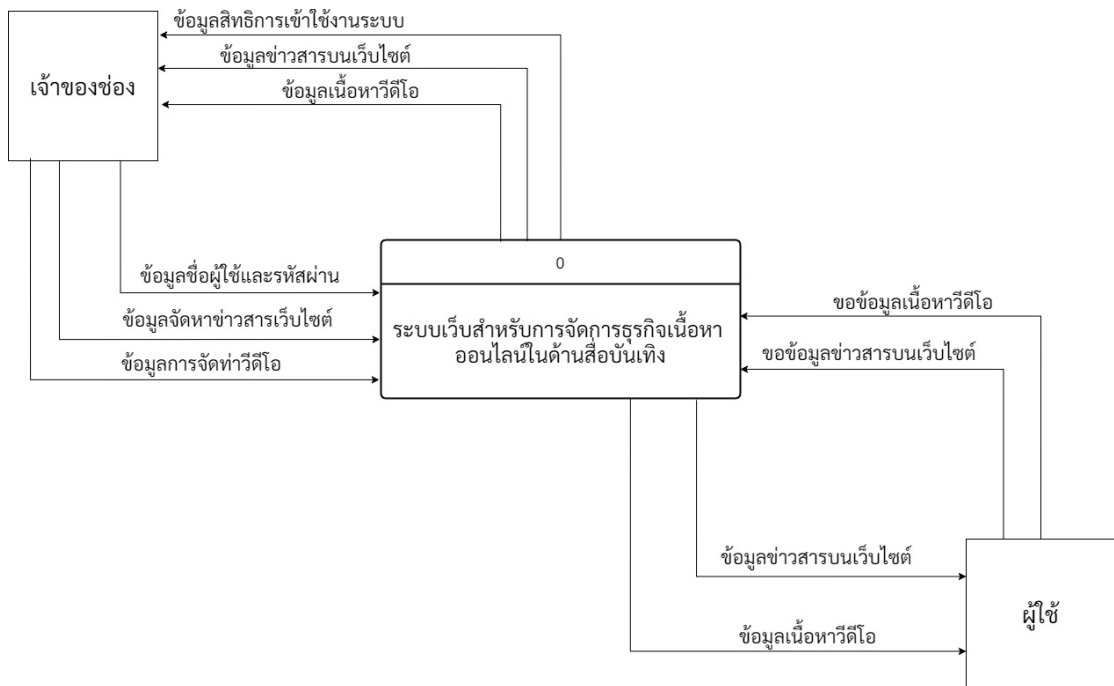 ข้อมูลสิทธิการเข้าใช้งานระบบ
ข้อมูลข่าวสารบนเว็บไซต์
ข้อมูลเนื้อหาวีดีโอ
เจ้าของช่อง
0
ระบบเว็บสำหรับการจัดการธุรกิจเนื้อหา
ออนไลน์ในด้านสื่อบันเทิง
ข้อมูลชื่อผู้ใช้และรหัสผ่าน
ข้อมูลจัดหาข่าวสารเว็บไซต์
ข้อมูลการจัดท่าวีดีโอ
ขอข้อมูลเนื้อหาวีดีโอ
ขอข้อมูลข่าวสารบนเว็บไซต์
ข้อมูลข่าวสารบนเว็บไซต์
ข้อมูลเนื้อหาวีดีโอ
ผู้ใช้